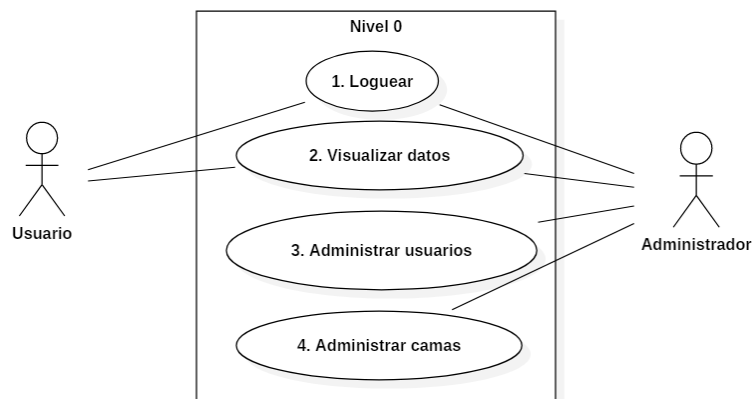 Nivel 0
1. Loguear
2. Visualizar datos
Usuario
3. Administrar usuarios
Administrador
4. Administrar camas